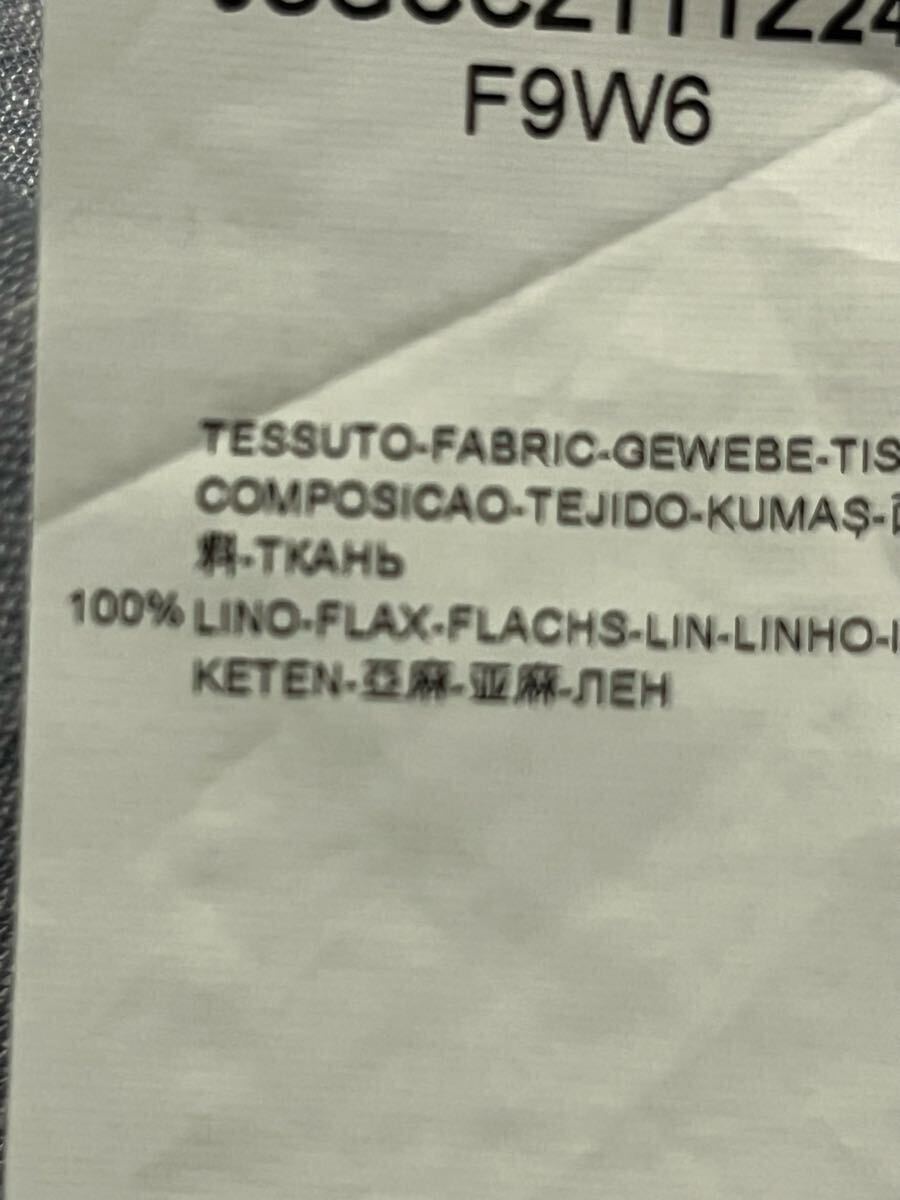 F9W6
TESSUTO-FABRIC-GEWEBE-TIS
COMPOSICAO-TEJIDO-KUMAŞ-
料-ТКАНЬ
100% LINO-FLAX-FLACHS-LIN-LINHO-
KETEN-亞麻-亚麻-ЛЕН